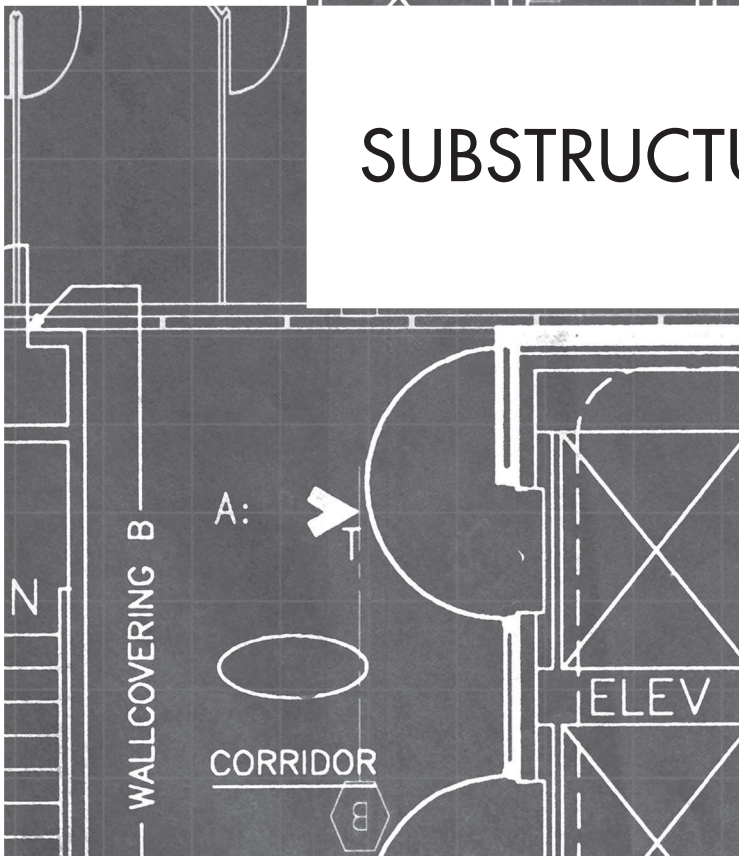 SUBSTRUCTU
A:
T
N
WALLCOVERING B
ELEV
CORRIDOR
B